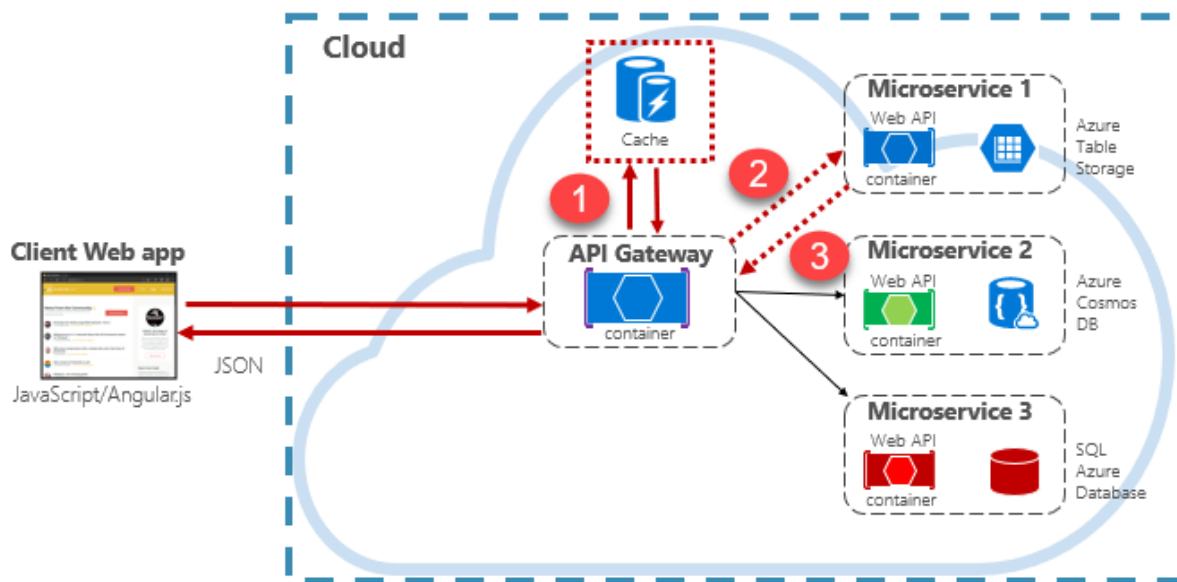 Cloud
Cache
1
2
3
Client Web app
JavaScript/Angular.js
JSON
API Gateway
container
Microservice 1
Web API
container
Azure
Table
Storage
Microservice 2
Web API
container
Azure
Cosmos
DB
Microservice 3
Web API
container
SQL
Azure
Database